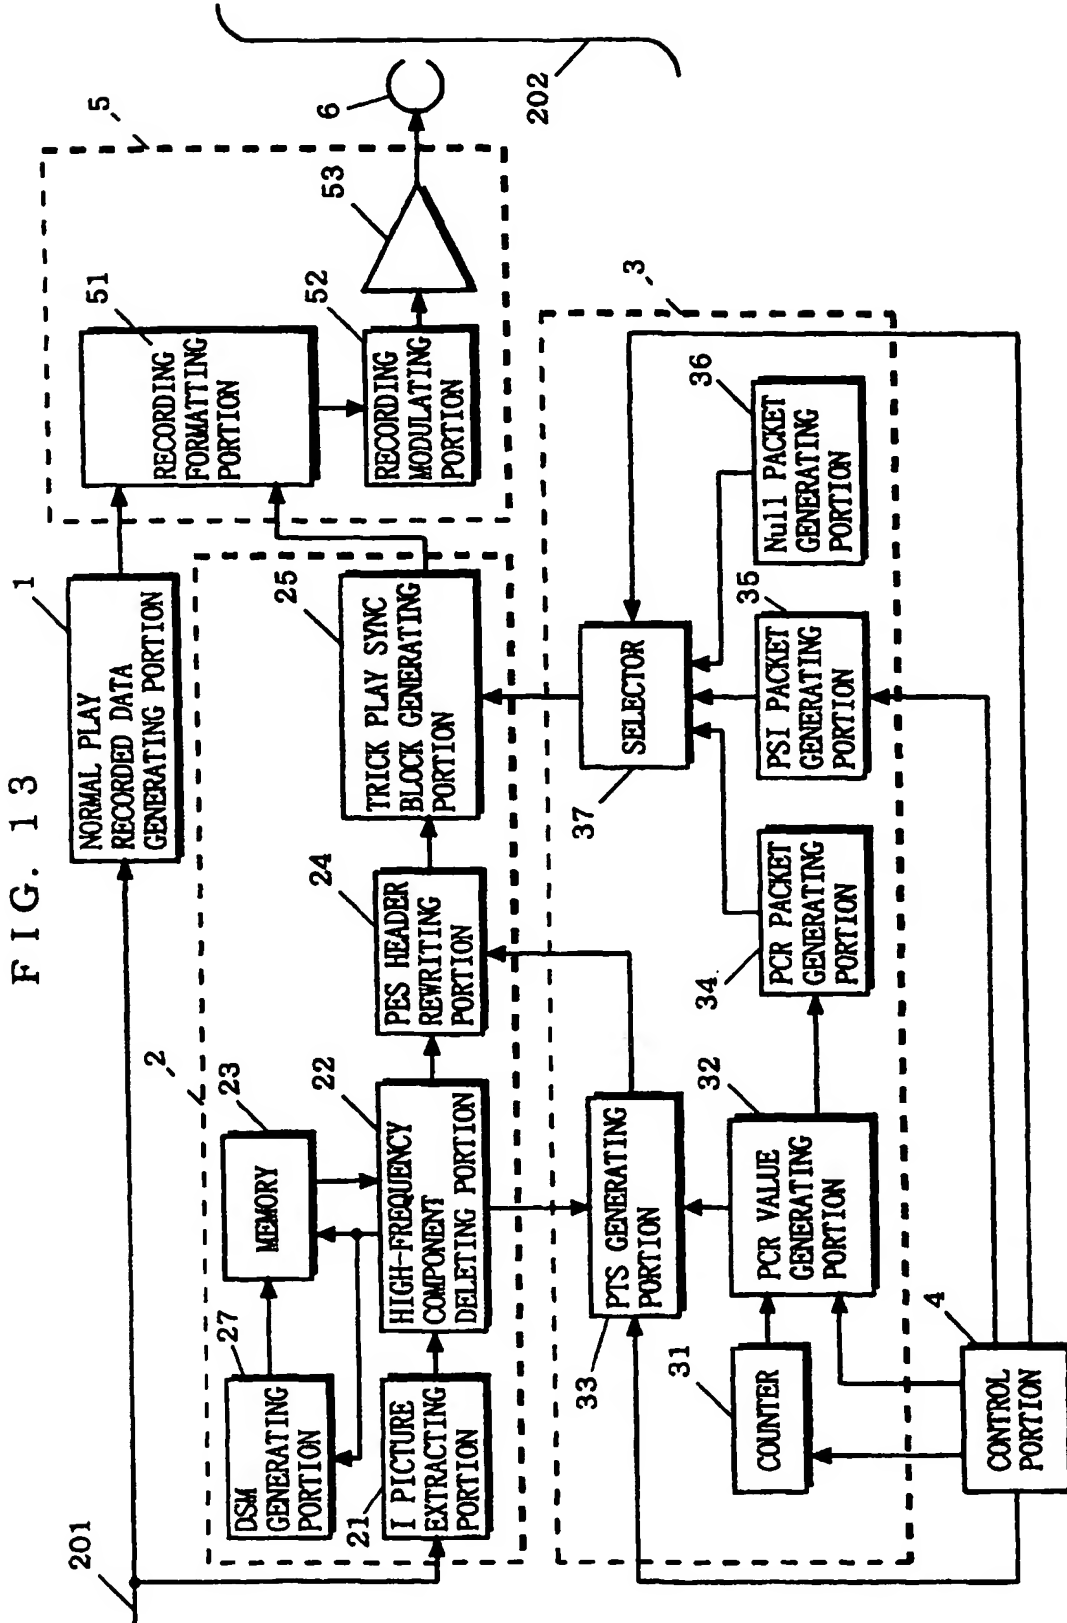 FIG. 13
201
NORMAL PLAY
RECORDED DATA
GENERATING PORTION
1
5
51
RECORDING
FORMATTING
PORTION
52
RECORDING
MODULATING
PORTION
53
6
202
2
27
DSM
GENERATING
PORTION
23
MEMORY
21
I PICTURE
EXTRACTING
PORTION
22
HIGH-FREQUENCY
COMPONENT
DELETING PORTION
24
PES HEADER
REWRITING
PORTION
25
TRICK PLAY SYNC
BLOCK GENERATING
PORTION
3
33
PTS GENERATING
PORTION
37
SELECTOR
31
COUNTER
32
PCR VALUE
GENERATING
PORTION
34
PCR PACKET
GENERATING
PORTION
35
PSI PACKET
GENERATING
PORTION
36
Null PACKET
GENERATING
PORTION
4
CONTROL
PORTION